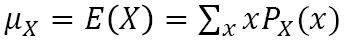 μ_X = E(X) = ∑_x xP_X(x)